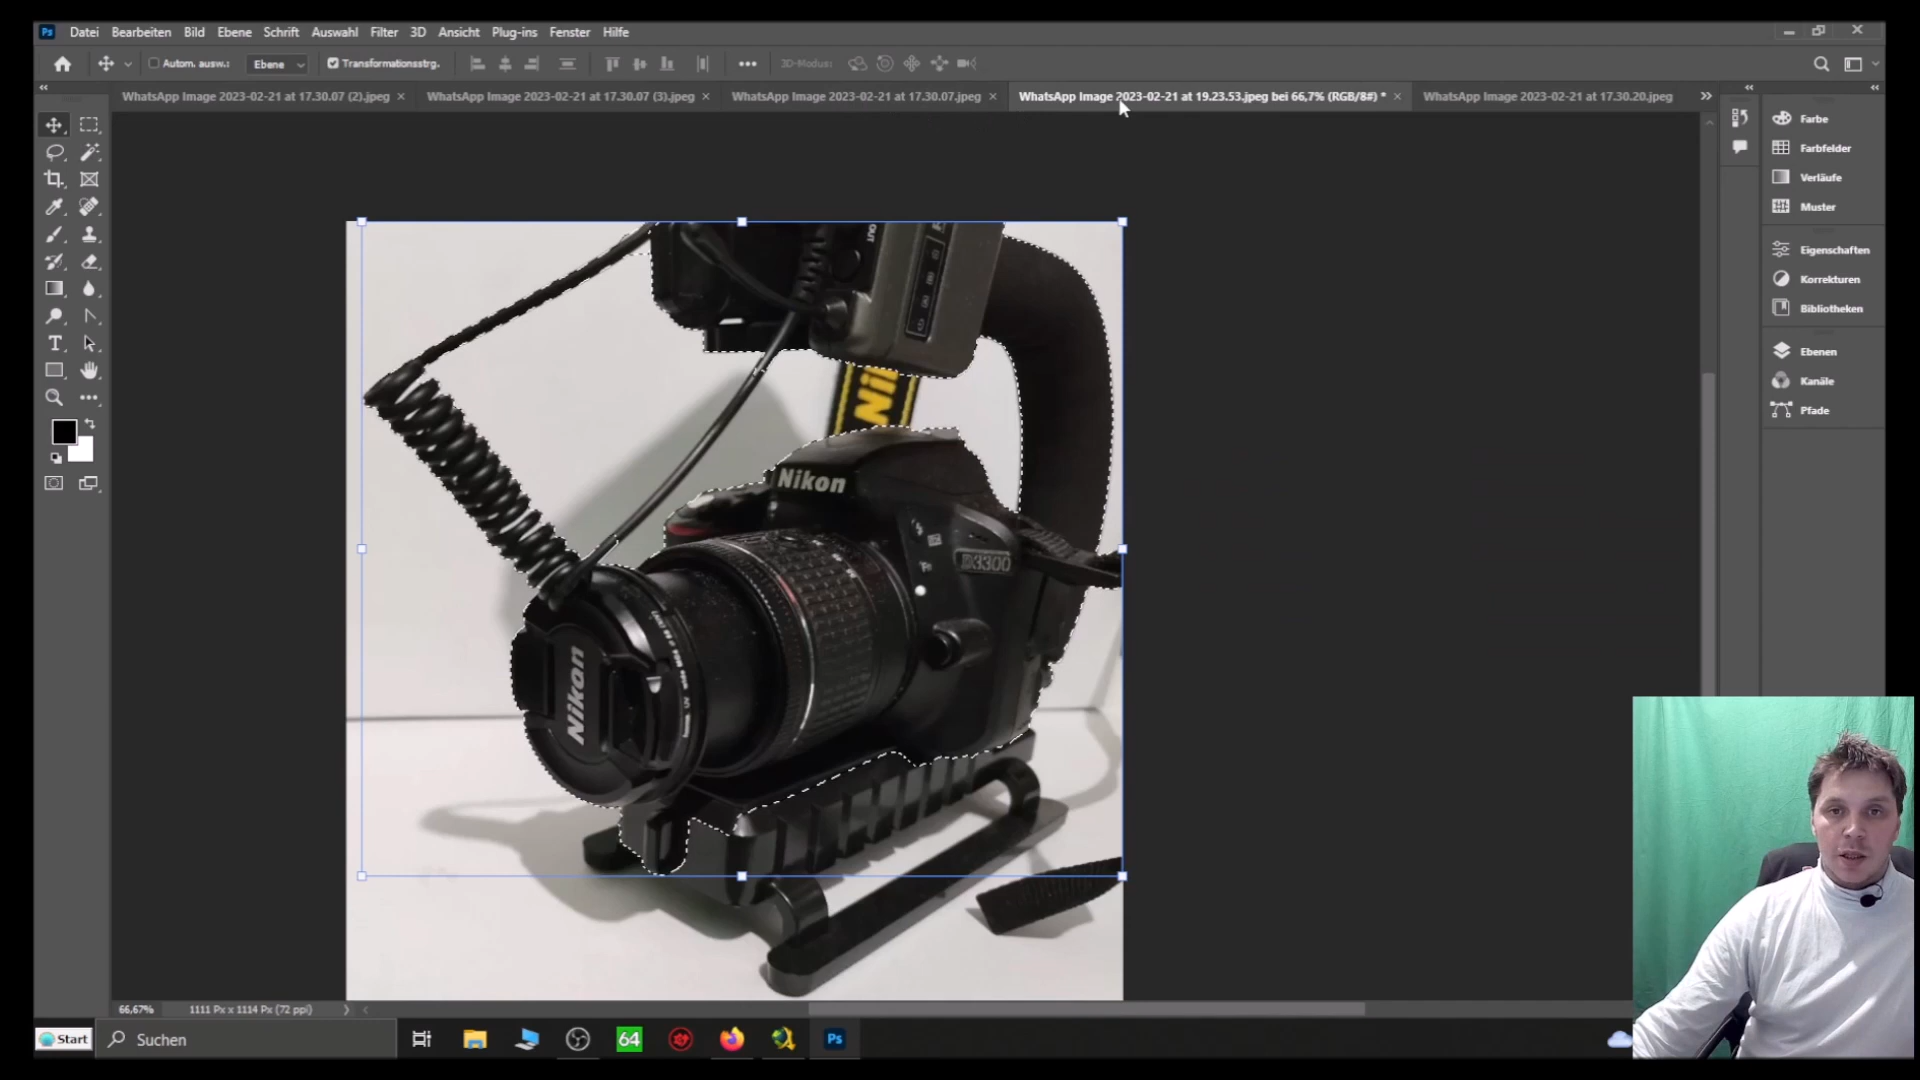 Ps Datei Bearbeiten Bild Ebene Schrift Auswahl Filter 3D Ansicht Plug-ins Fenster Hilfe
Autom. ausw.: Ebene Transformationsstrg. 3D-Modus:
WhatsApp Image 2023-02-21 at 17.30.07 (2).jpeg WhatsApp Image 2023-02-21 at 17.30.07 (3).jpeg WhatsApp Image 2023-02-21 at 17.30.07.jpeg WhatsApp Image 2023-02-21 at 19.23.53.jpeg bei 66,7% (RGB/8#) * WhatsApp Image 2023-02-21 at 17.30.20.jpeg
Farbe
Farbfelder
Verläufe
Muster
Eigenschaften
Korrekturen
Bibliotheken
Ebenen
Kanäle
Pfade
OUT
Nik
Nikon
D3300
Fn
Nikon
66,67% 1111 Px x 1114 Px (72 ppi)
Start Suchen 64 Ps